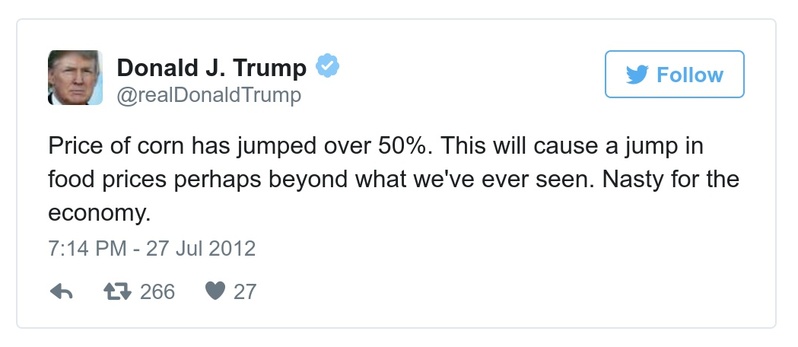 Donald J. Trump
@realDonaldTrump
Follow
Price of corn has jumped over 50%. This will cause a jump in
food prices perhaps beyond what we've ever seen. Nasty for the
economy.
7:14 PM - 27 Jul 2012
266 27